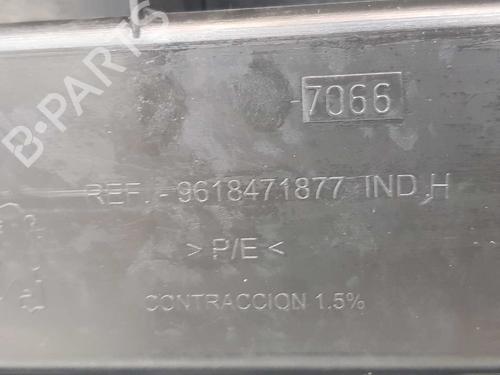 B-PARTS
7066
REF. - 9618471877 IND H
> P/E <
CONTRACCION 1.5%